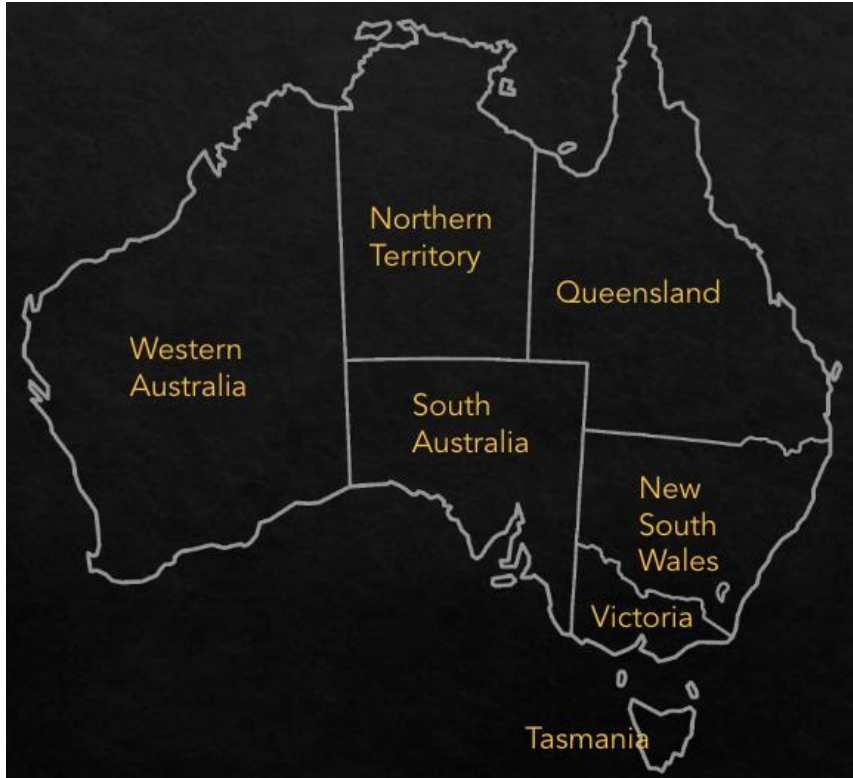 Northern
Territory
Queensland
Western
Australia
South
Australia
New
South
Wales
Victoria
Tasmania